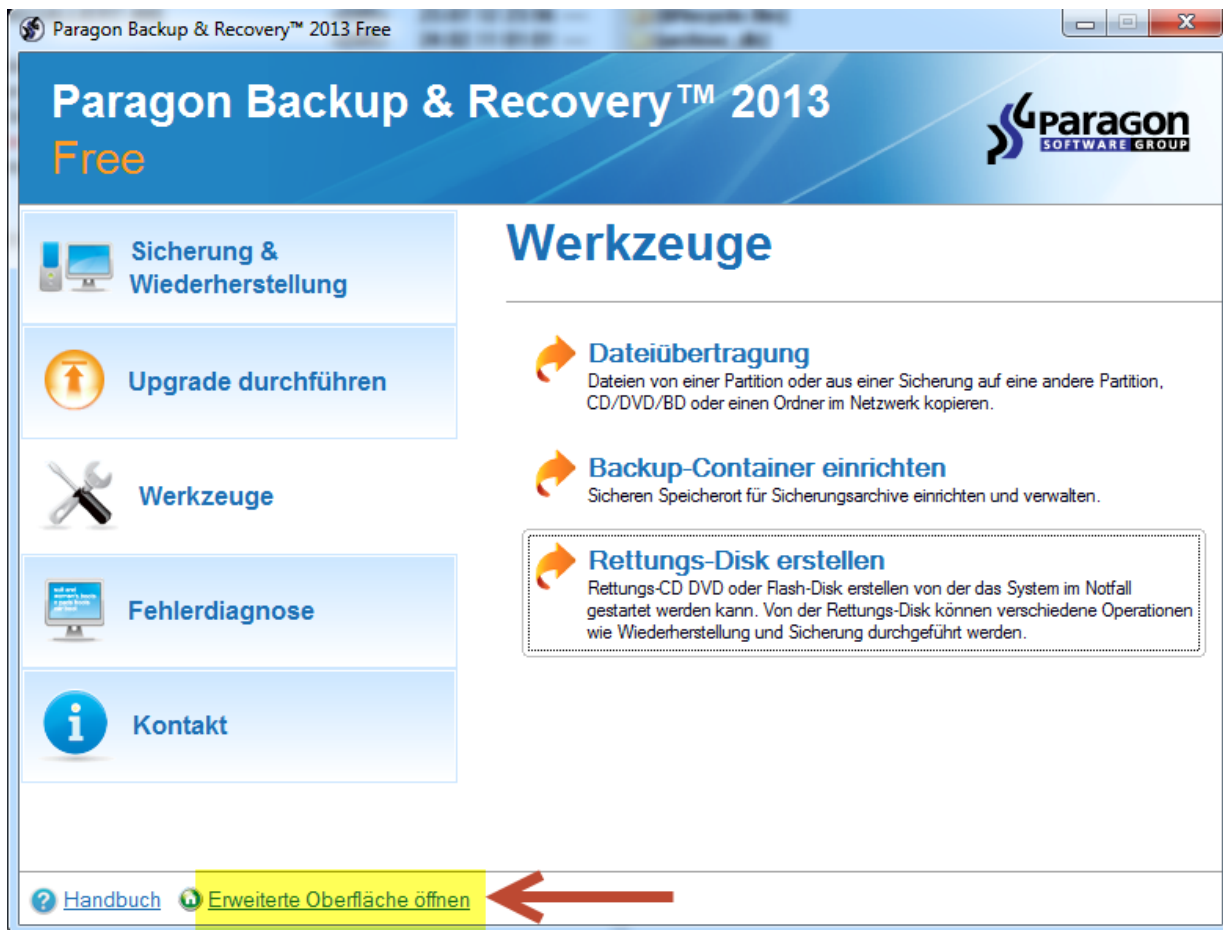 Paragon Backup & Recovery™ 2013 Free
Paragon Backup & Recovery™ 2013
Free
paragon
SOFTWARE GROUP
Sicherung &
Wiederherstellung
Upgrade durchführen
Werkzeuge
Fehlerdiagnose
Kontakt
Werkzeuge
Dateiübertragung
Dateien von einer Partition oder aus einer Sicherung auf eine andere Partition,
CD/DVD/BD oder einen Ordner im Netzwerk kopieren.
Backup-Container einrichten
Sicheren Speicherort für Sicherungsarchive einrichten und verwalten.
Rettungs-Disk erstellen
Rettungs-CD DVD oder Flash-Disk erstellen von der das System im Notfall
gestartet werden kann. Von der Rettungs-Disk können verschiedene Operationen
wie Wiederherstellung und Sicherung durchgeführt werden.
Handbuch
Erweiterte Oberfläche öffnen